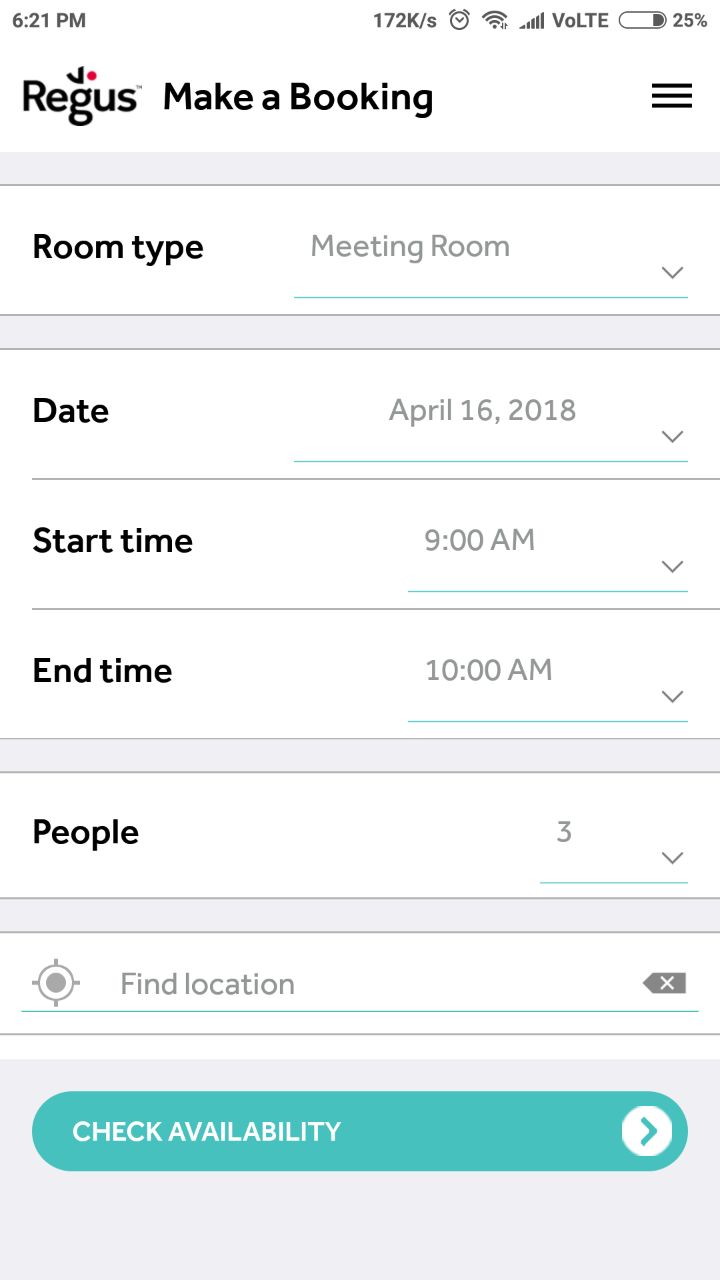 6:21 PM 172K/s VoLTE 25%
Regus™ Make a Booking
Room type Meeting Room
Date April 16, 2018
Start time 9:00 AM
End time 10:00 AM
People 3
Find location
CHECK AVAILABILITY